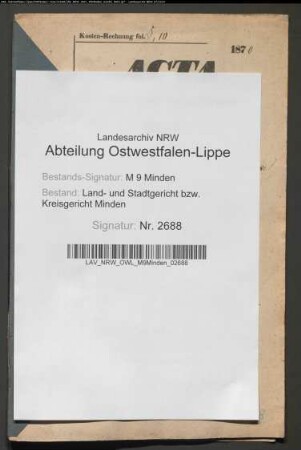 Kosten-Rechnung fol. 5, 10
187
ACTA
Landesarchiv NRW
Abteilung Ostwestfalen-Lippe
Bestands-Signatur: M 9 Minden
Bestand: Land- und Stadtgericht bzw.
Kreisgericht Minden
Signatur: Nr. 2688
LAV_NRW_OWL_M9Minden_02688